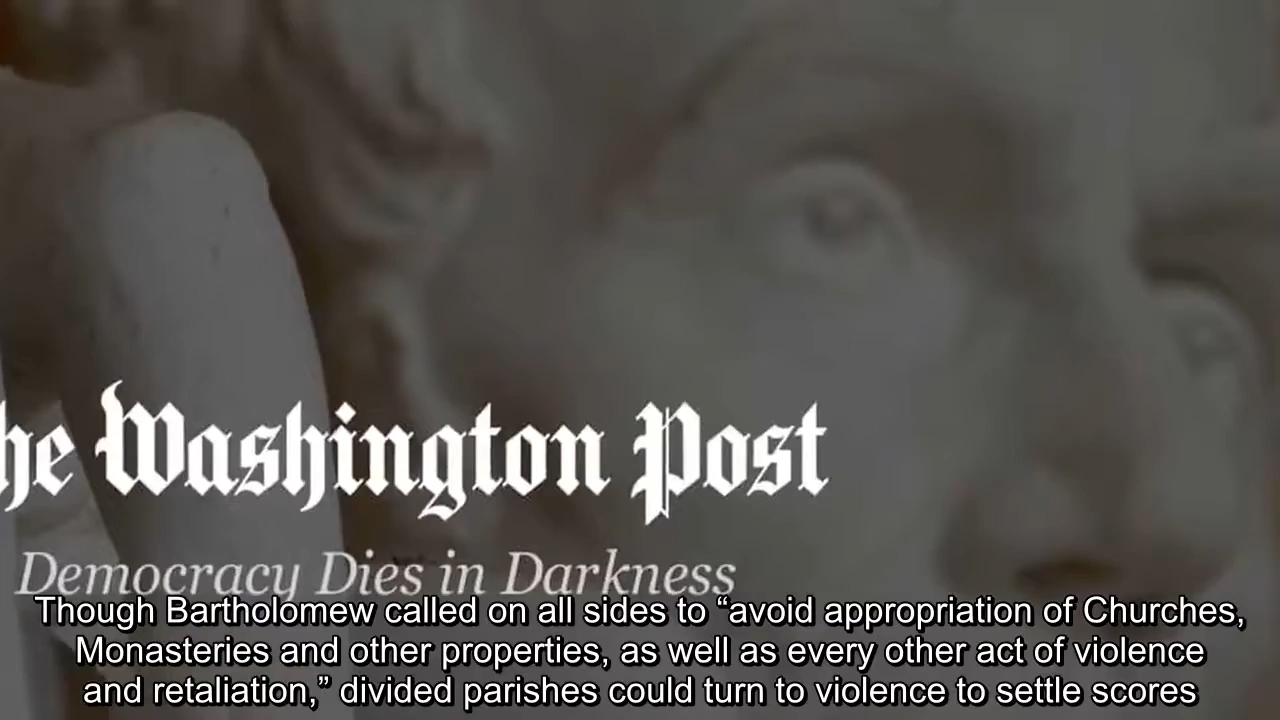 he Washington Post
Democracy Dies in Darkness
Though Bartholomew called on all sides to “avoid appropriation of Churches,
Monasteries and other properties, as well as every other act of violence
and retaliation,” divided parishes could turn to violence to settle scores